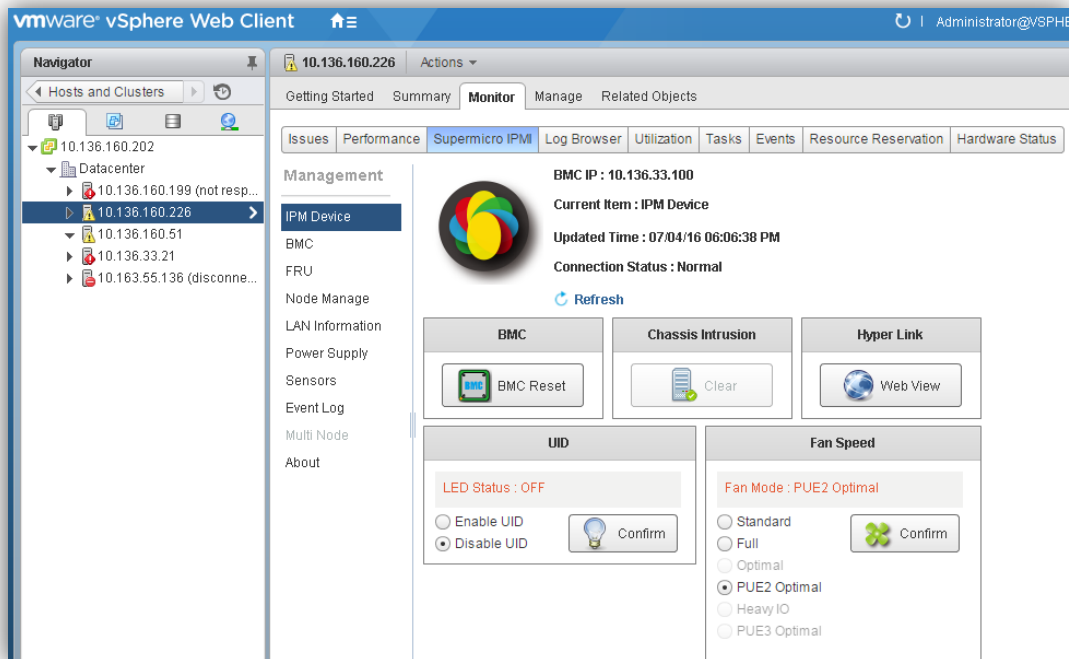 vmware® vSphere Web Client
Administrator@VSPHE
Navigator
Hosts and Clusters
10.136.160.202
Datacenter
10.136.160.199 (not resp...
10.136.160.226
10.136.160.51
10.136.33.21
10.163.55.136 (disconne...
10.136.160.226 Actions
Getting Started Summary Monitor Manage Related Objects
Issues Performance Supermicro IPMI Log Browser Utilization Tasks Events Resource Reservation Hardware Status
Management
IPM Device
BMC
FRU
Node Manage
LAN Information
Power Supply
Sensors
Event Log
Multi Node
About
BMC IP : 10.136.33.100
Current Item : IPM Device
Updated Time : 07/04/16 06:06:38 PM
Connection Status : Normal
Refresh
BMC
BMC BMC Reset
Chassis Intrusion
Clear
Hyper Link
Web View
UID
LED Status : OFF
Enable UID
Disable UID
Confirm
Fan Speed
Fan Mode : PUE2 Optimal
Standard
Full
Optimal
PUE2 Optimal
Heavy IO
PUE3 Optimal
Confirm